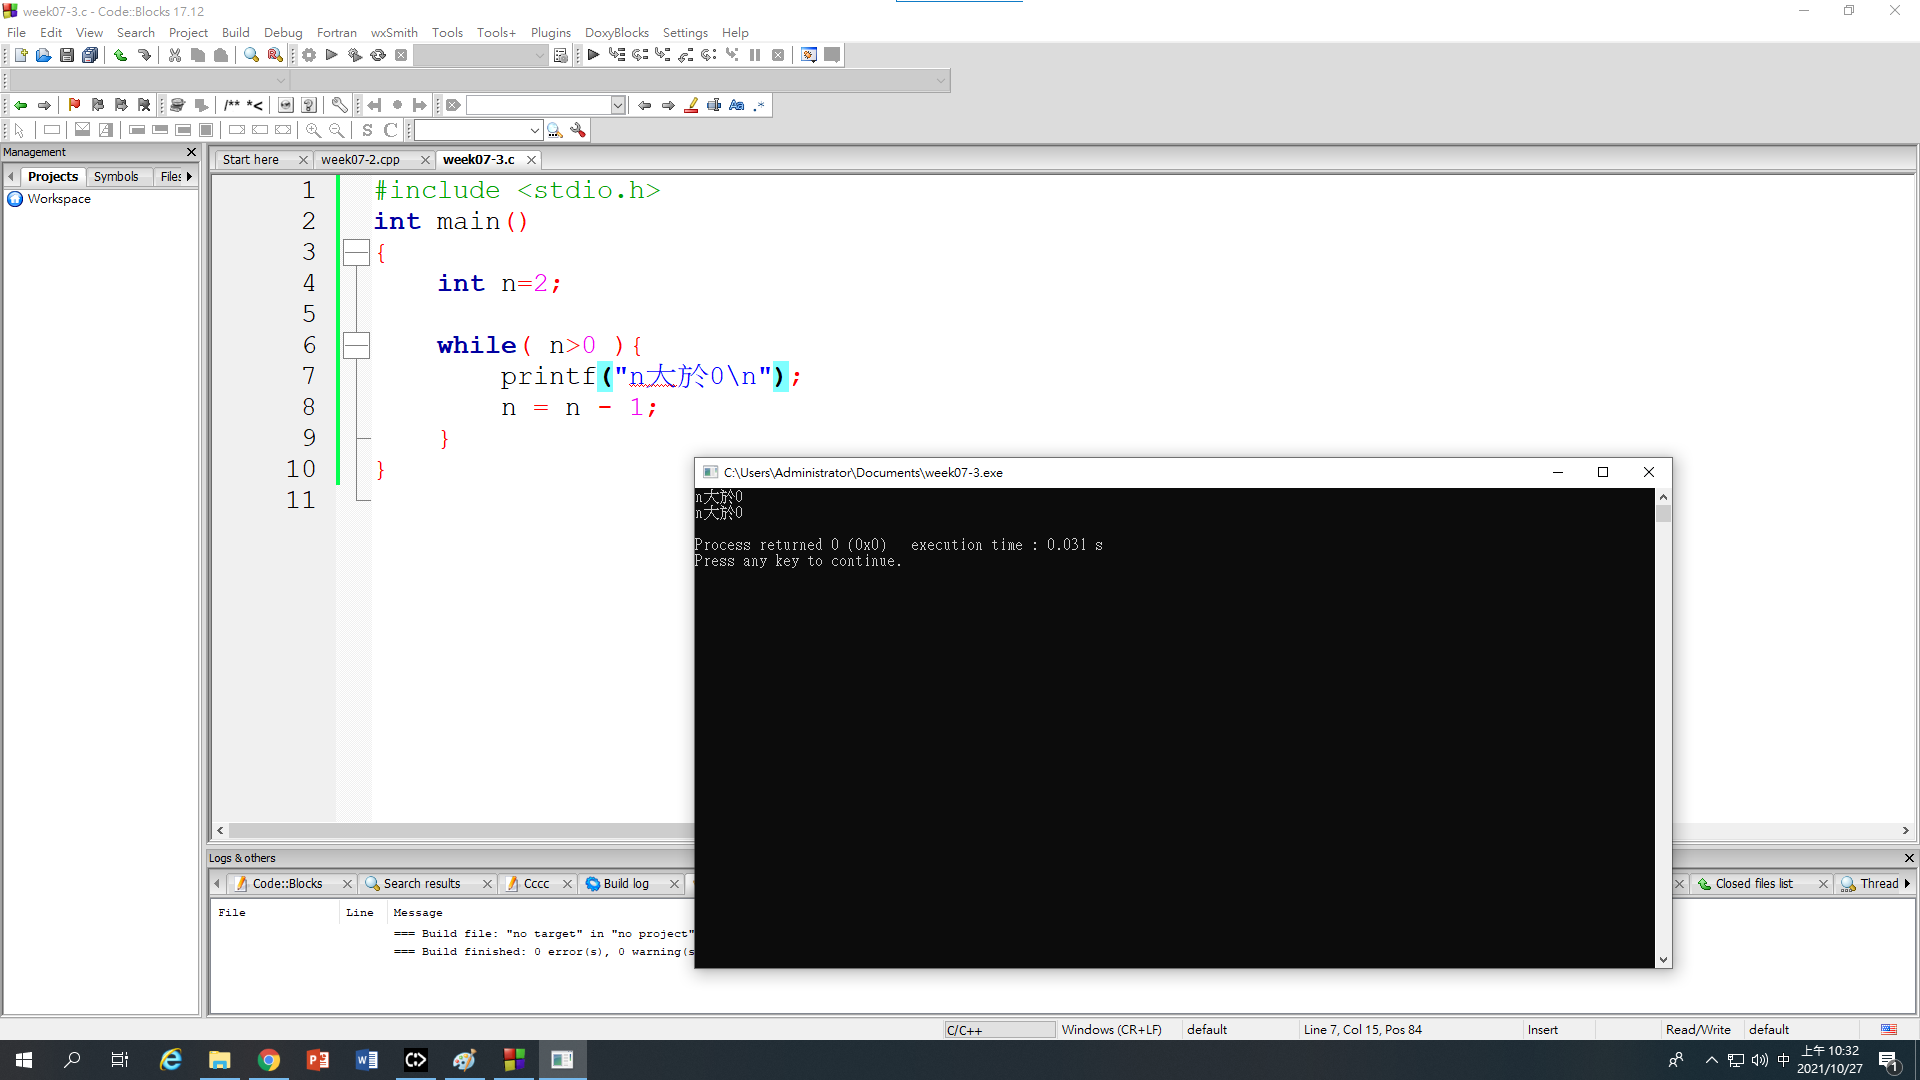 week07-3.c - Code::Blocks 17.12
File Edit View Search Project Build Debug Fortran wxSmith Tools Tools+ Plugins DoxyBlocks Settings Help
/** *<
S C
Management
Projects Symbols Files
Workspace
Start here week07-2.cpp week07-3.c
1 #include <stdio.h>
2 int main()
3 {
4 int n=2;
5
6 while( n>0 ){
7 printf("n大於0\n");
8 n = n - 1;
9 }
10 }
11
C:\Users\Administrator\Documents\week07-3.exe
n大於0
n大於0
Process returned 0 (0x0) execution time : 0.031 s
Press any key to continue.
Logs & others
Code::Blocks Search results Cccc Build log Closed files list Thread
File Line Message
=== Build file: "no target" in "no project"
=== Build finished: 0 error(s), 0 warning(s
C/C++ Windows (CR+LF) default Line 7, Col 15, Pos 84 Insert Read/Write default
中 上午 10:32
2021/10/27 1